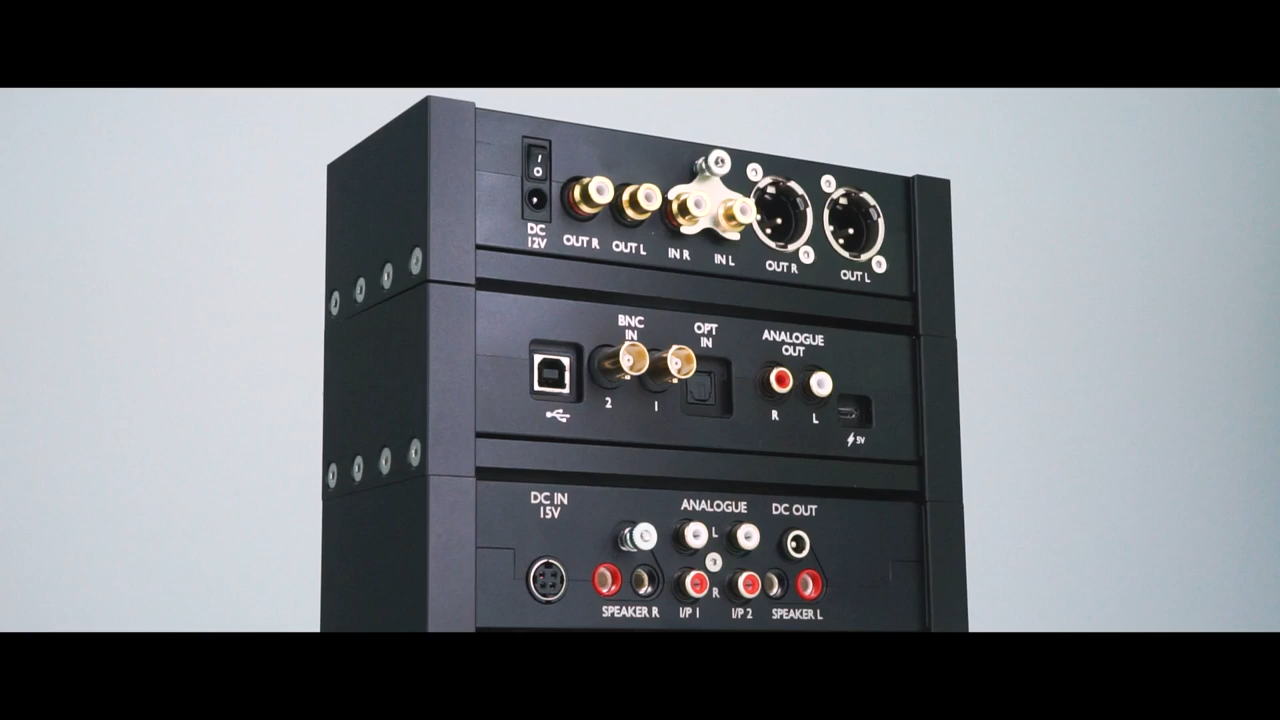 I
O
DC
12V
OUT R
OUT L
IN R
IN L
OUT R
OUT L
BNC
IN
OPT
IN
ANALOGUE
OUT
2
1
R
L
5V
DC IN
15V
ANALOGUE
DC OUT
L
R
SPEAKER R
I/P 1
I/P 2
SPEAKER L